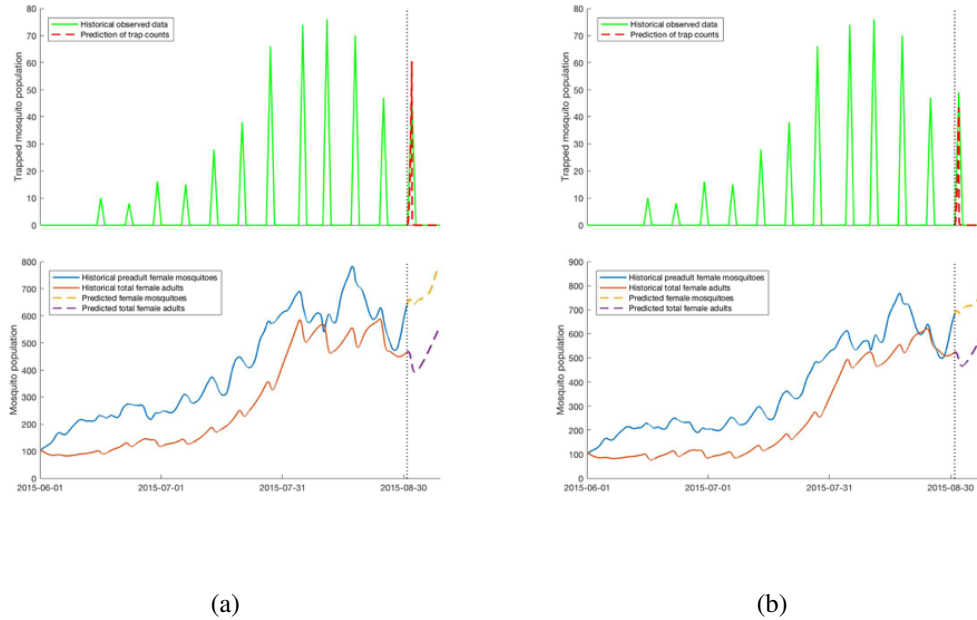 80
70
60
50
40
30
20
10
0
Trapped mosquito population
Historical observed data
Prediction of trap counts
800
700
600
500
400
300
200
100
0
Mosquito population
Historical preadult female mosquitoes
Historical total female adults
Predicted female mosquitoes
Predicted total female adults
2015-06-01
2015-07-01
2015-07-31
2015-08-30
(a)
80
70
60
50
40
30
20
10
0
Trapped mosquito population
Historical observed data
Prediction of trap counts
900
800
700
600
500
400
300
200
100
0
Mosquito population
Historical preadult female mosquitoes
Historical total female adults
Predicted female mosquitoes
Predicted total female adults
2015-06-01
2015-07-01
2015-07-31
2015-08-30
(b)